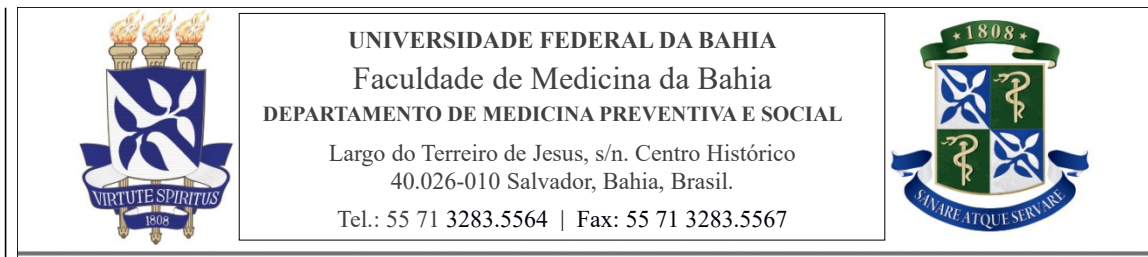 UNIVERSIDADE FEDERAL DA BAHIA
Faculdade de Medicina da Bahia
DEPARTAMENTO DE MEDICINA PREVENTIVA E SOCIAL
Largo do Terreiro de Jesus, s/n. Centro Histórico
40.026-010 Salvador, Bahia, Brasil.
Tel.: 55 71 3283.5564 | Fax: 55 71 3283.5567
VIRTUTE SPIRITUS
1808
1808
SANARE ATQUE SERVARE